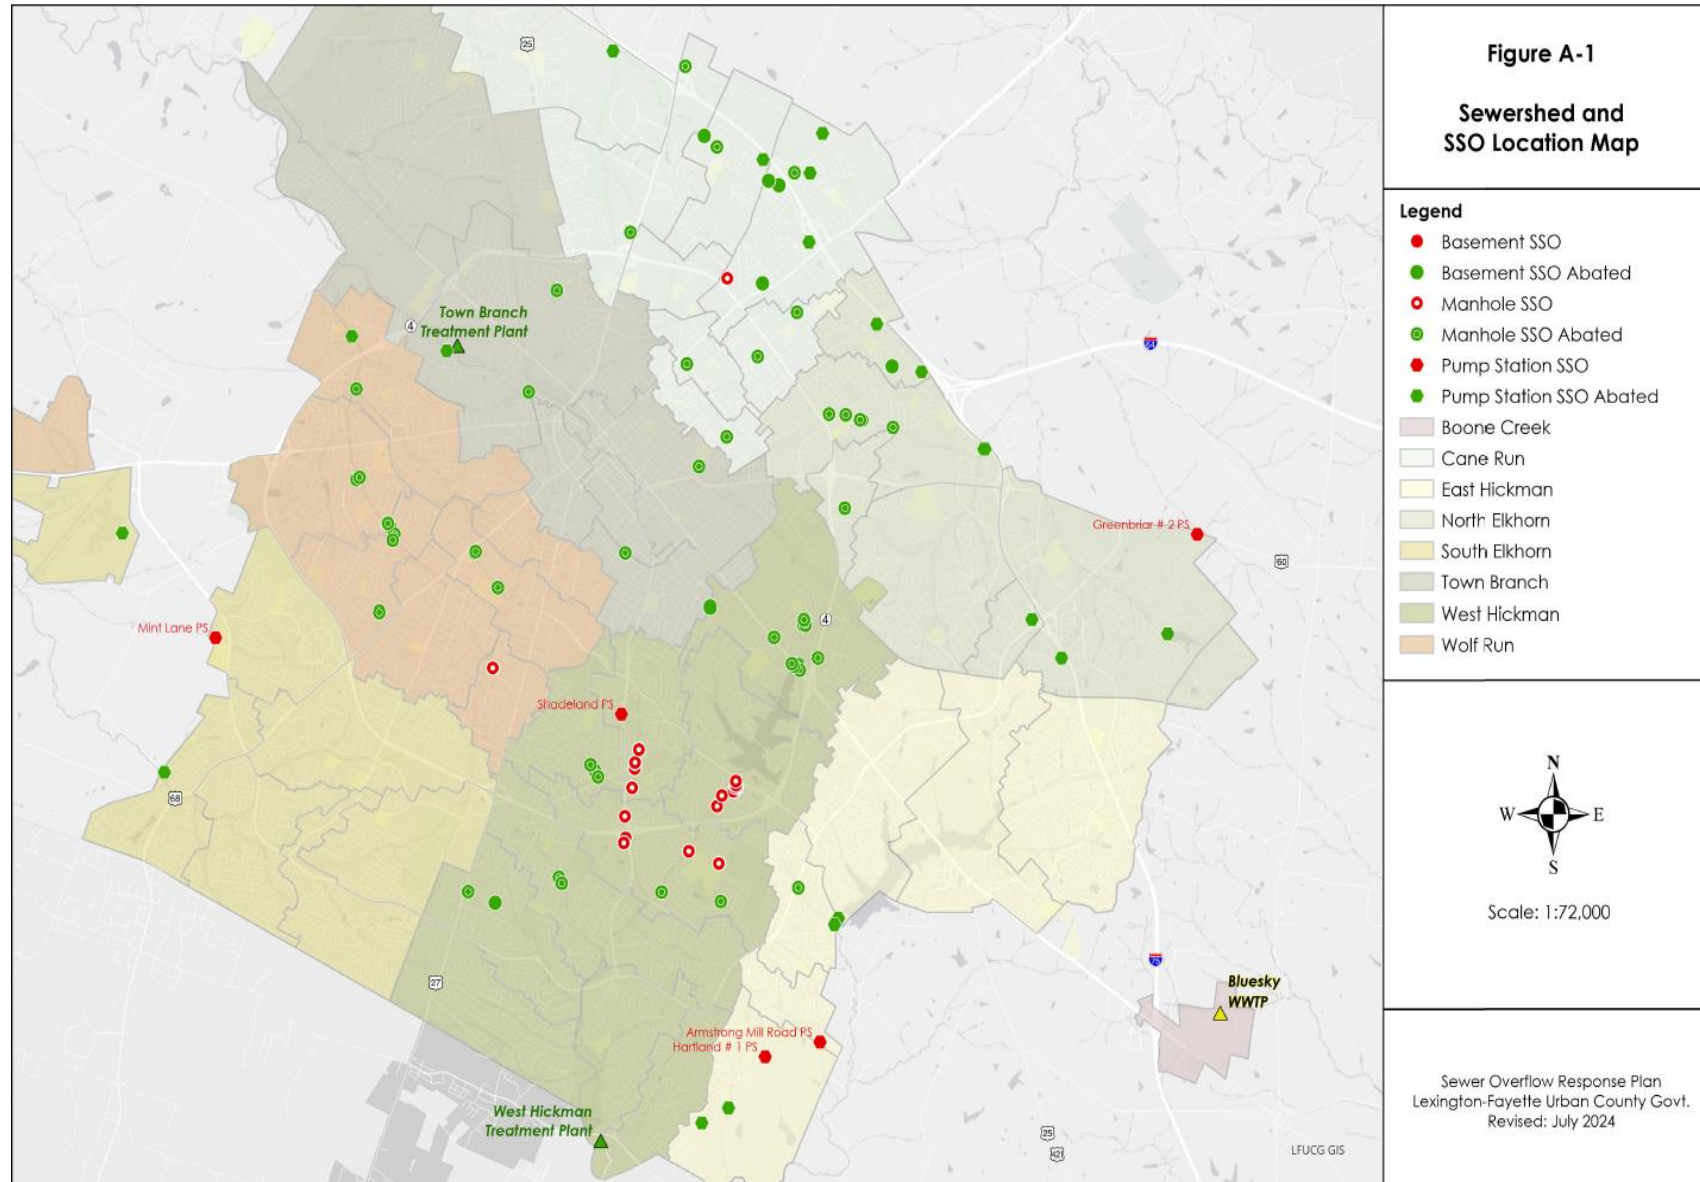 Figure A-1
Sewershed and
SSO Location Map
Legend
Basement SSO
Basement SSO Abated
Manhole SSO
Manhole SSO Abated
Pump Station SSO
Pump Station SSO Abated
Boone Creek
Cane Run
East Hickman
North Elkhorn
South Elkhorn
Town Branch
West Hickman
Wolf Run
N
W E
S
Scale: 1:72,000
Sewer Overflow Response Plan
Lexington-Fayette Urban County Govt.
Revised: July 2024
25
Town Branch
Treatment Plant
4
64
Greenbriar # 2 PS
60
4
Mint Lane PS
Shadeland PS
68
27
75
Bluesky
WWTP
Armstrong Mill Road PS
Hartland # 1 PS
West Hickman
Treatment Plant
25
421
LFUCG GIS